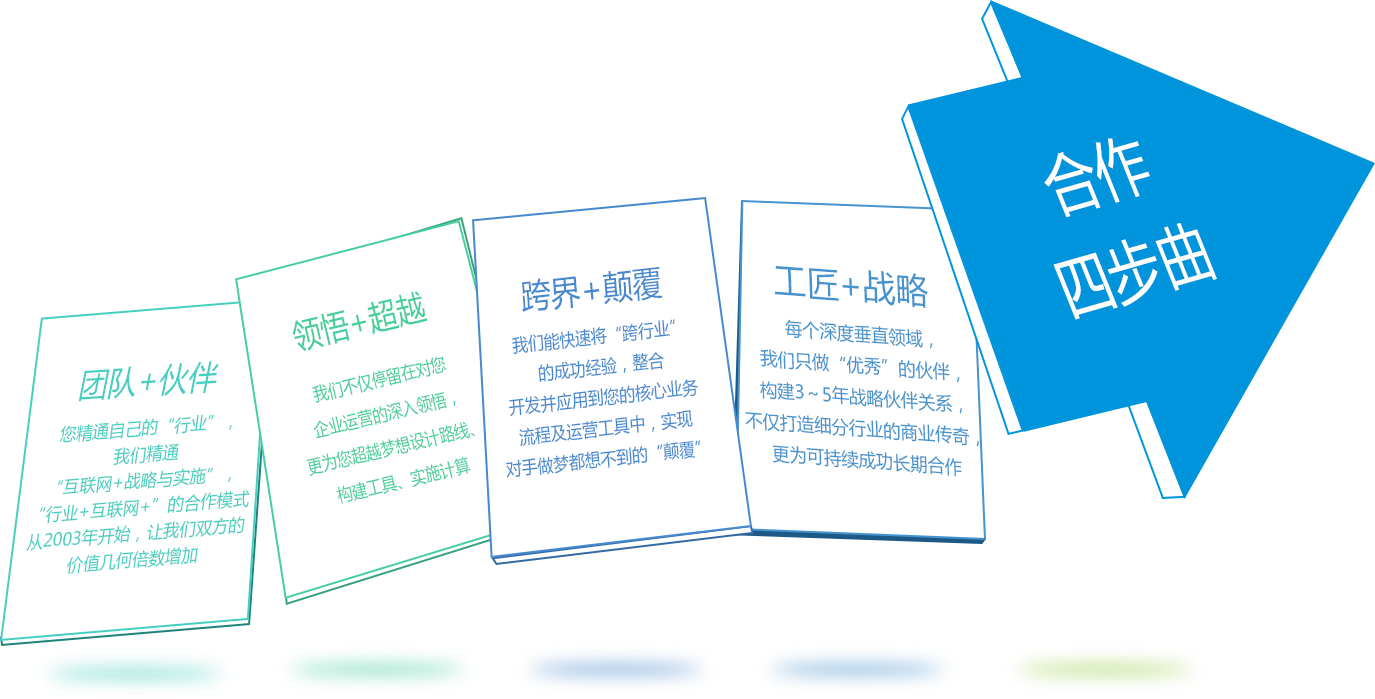 团队+伙伴
您精通自己的“行业”，
我们精通
“互联网+战略与实施”，
“行业+互联网+”的合作模式
从2003年开始，让我们双方的
价值几何倍数增加
领悟+超越
我们不仅停留在对您
企业运营的深入领悟，
更为您超越梦想设计路线、
构建工具、实施计算
跨界+颠覆
我们能快速将“跨行业”
的成功经验，整合
开发并应用到您的核心业务
流程及运营工具中，实现
对手做梦都想不到的“颠覆”
工匠+战略
每个深度垂直领域，
我们只做“优秀”的伙伴，
构建3～5年战略伙伴关系，
不仅打造细分行业的商业传奇，
更为可持续成功长期合作
合作
四步曲